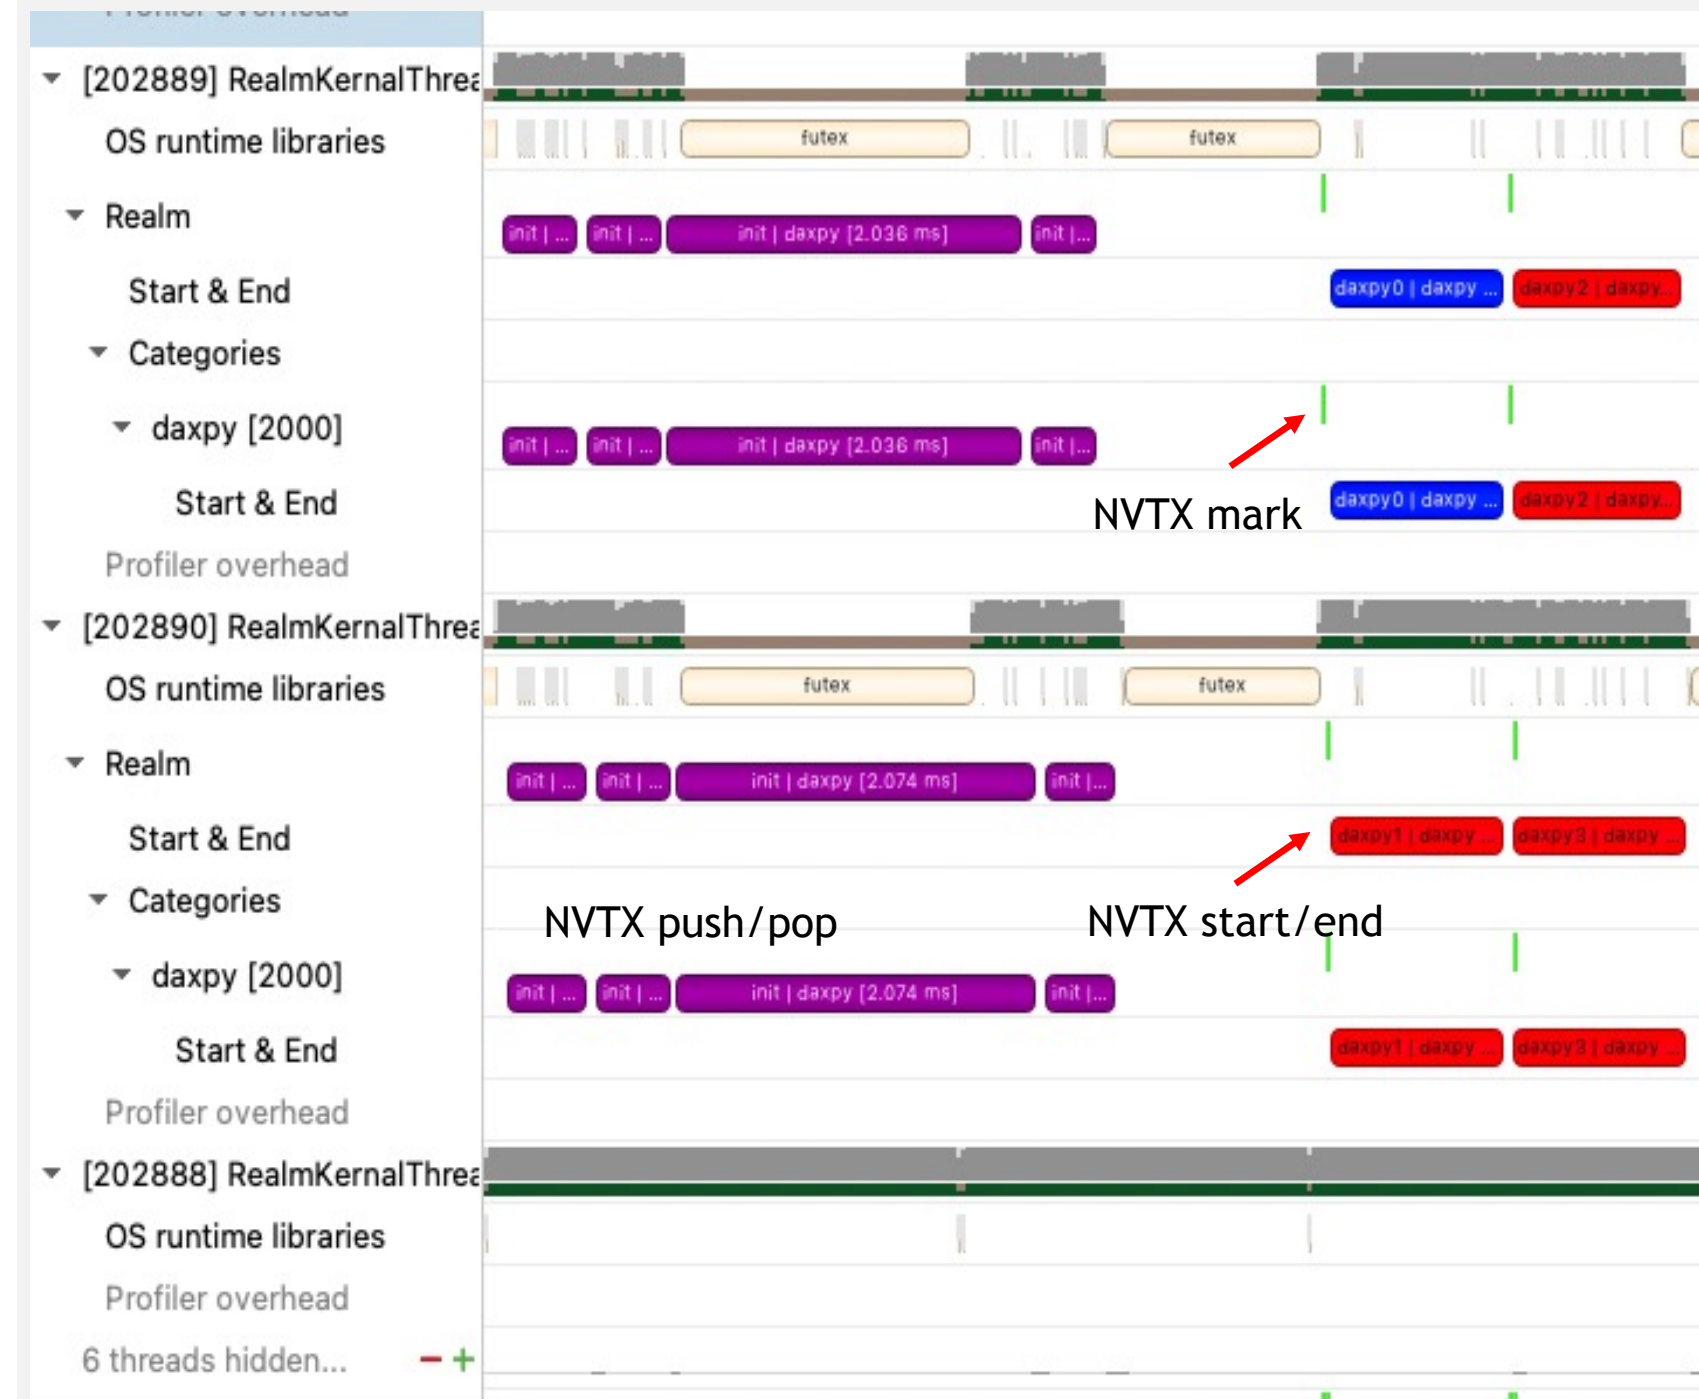 Profiler overhead
[202889] RealmKernalThrea
OS runtime libraries
futex
futex
Realm
init | ...
init | ...
init | daxpy [2.036 ms]
init |...
Start & End
daxpy0 | daxpy ...
daxpy2 | daxpy...
Categories
daxpy [2000]
init | ...
init | ...
init | daxpy [2.036 ms]
init |...
NVTX mark
Start & End
daxpy0 | daxpy ...
daxpy2 | daxpy...
Profiler overhead
[202890] RealmKernalThrea
OS runtime libraries
futex
futex
Realm
init | ...
init | ...
init | daxpy [2.074 ms]
init |...
Start & End
daxpy1 | daxpy ...
daxpy3 | daxpy ...
Categories
NVTX push/pop
NVTX start/end
daxpy [2000]
init | ...
init | ...
init | daxpy [2.074 ms]
init |...
Start & End
daxpy1 | daxpy ...
daxpy3 | daxpy ...
Profiler overhead
[202888] RealmKernalThrea
OS runtime libraries
Profiler overhead
6 threads hidden... − +